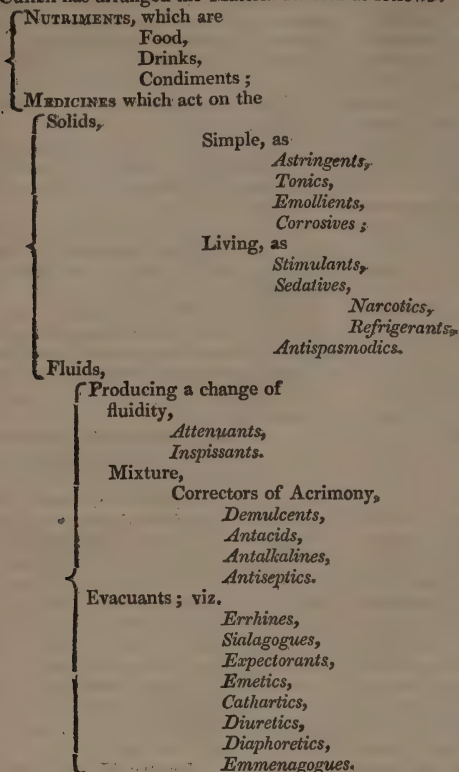 NUTRIMENTS, which are
Food,
Drinks,
Condiments ;
MEDICINES which act on the
Solids,
Simple, as
Astringents,
Tonics,
Emollients,
Corrosives ;
Living, as
Stimulants,
Sedatives,
Narcotics,
Refrigerants,
Antispasmodics.
Fluids,
Producing a change of
fluidity,
Attenuants,
Inspissants.
Mixture,
Correctors of Acrimony,
Demulcents,
Antacids,
Antalkalines,
Antiseptics.
Evacuants ; viz.
Errhines,
Sialagogues,
Expectorants,
Emetics,
Cathartics,
Diuretics,
Diaphoretics,
Emmenagogues.